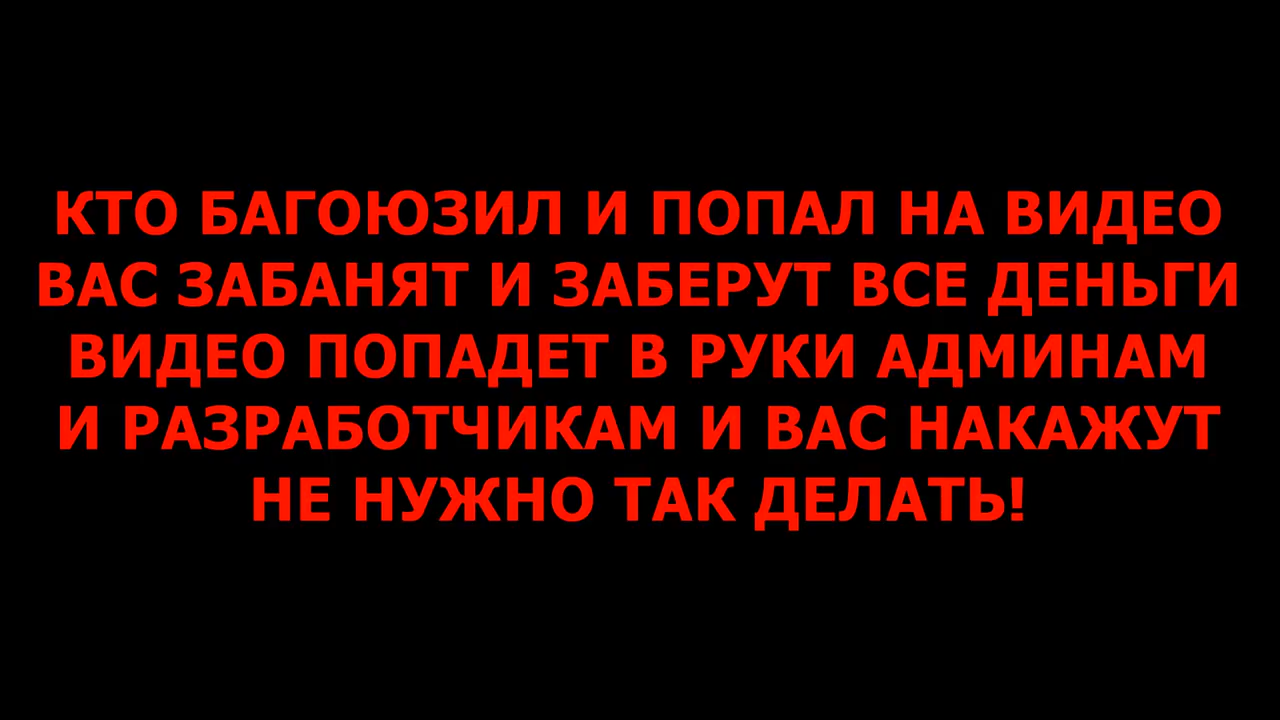 КТО БАГОЮЗИЛ И ПОПАЛ НА ВИДЕО
ВАС ЗАБАНЯТ И ЗАБЕРУТ ВСЕ ДЕНЬГИ
ВИДЕО ПОПАДЕТ В РУКИ АДМИНАМ
И РАЗРАБОТЧИКАМ И ВАС НАКАЖУТ
НЕ НУЖНО ТАК ДЕЛАТЬ!